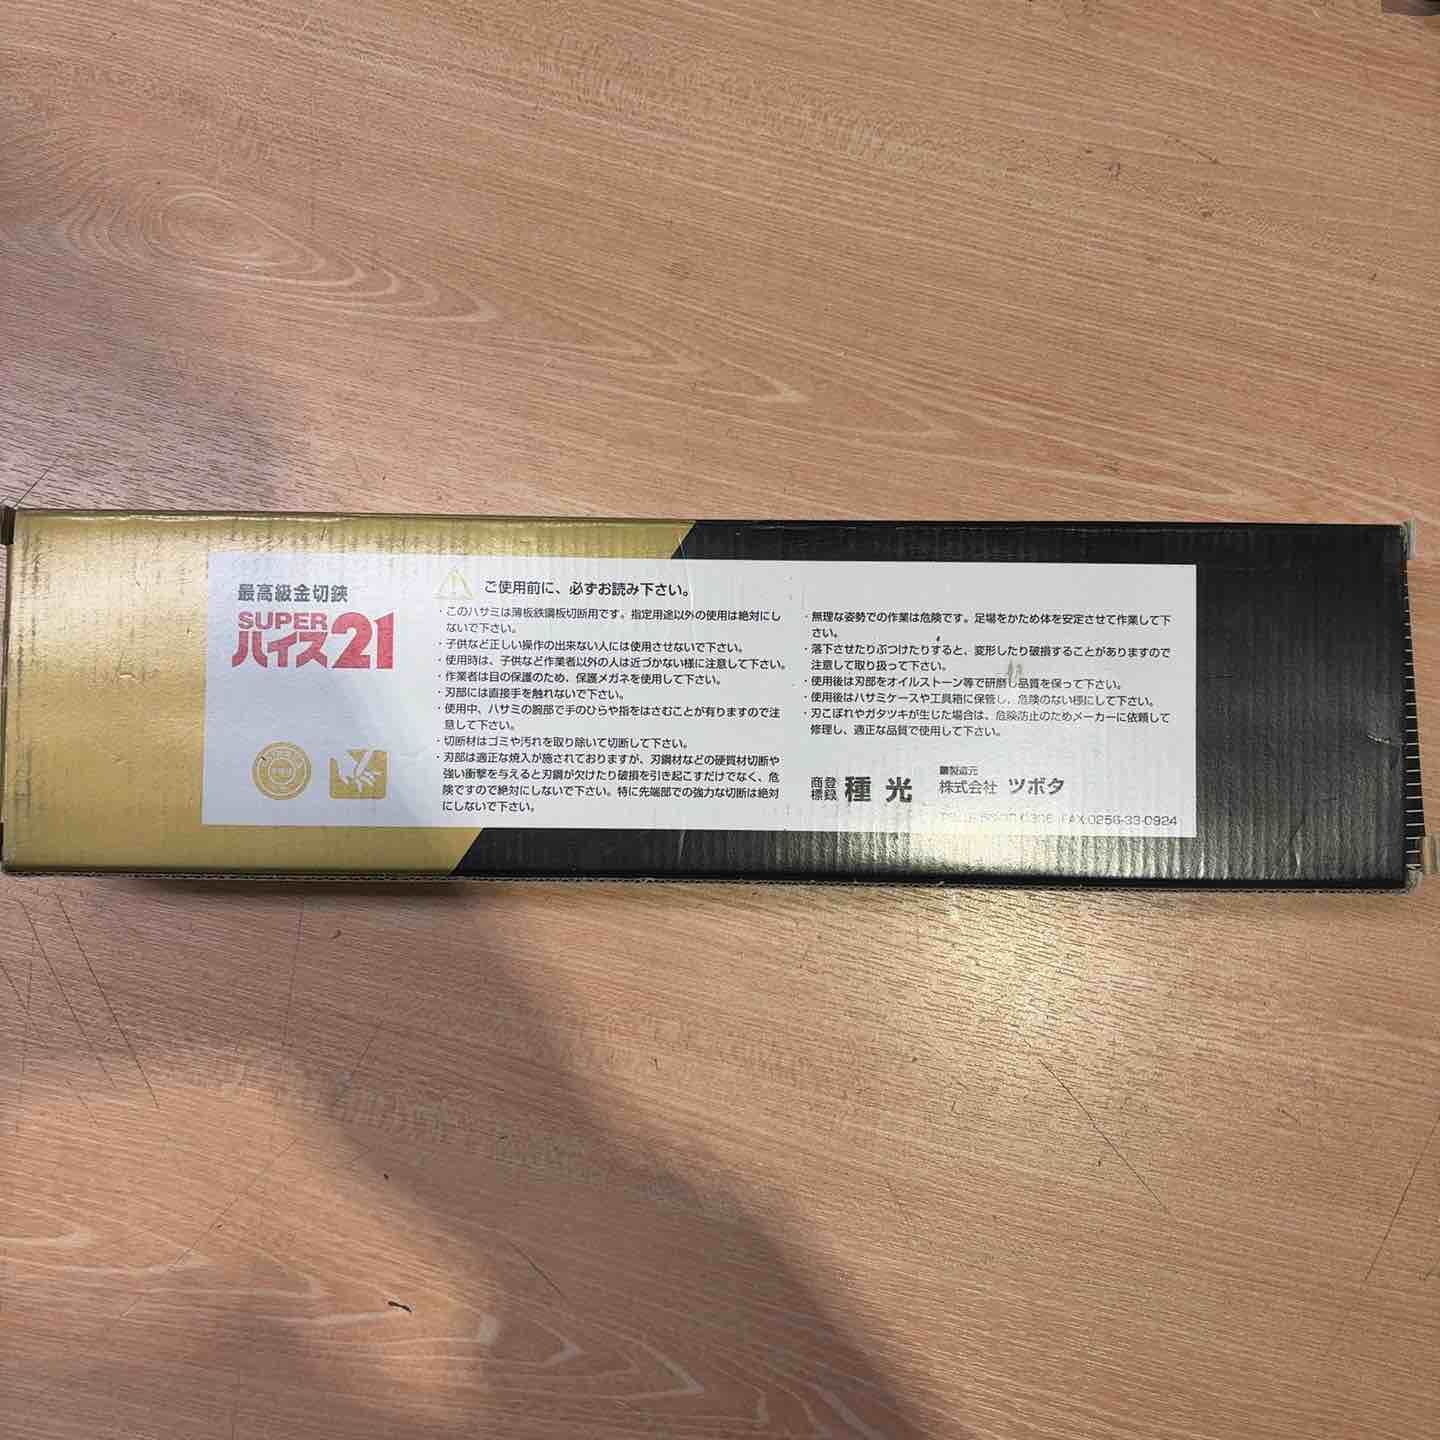 最高級金切鋏
SUPER
ハイス21
ご使用前に、必ずお読み下さい。
・このハサミは薄板鉄鋼板切断用です。指定用途以外の使用は絶対にし
ないで下さい。
・子供など正しい操作の出来ない人には使用させないで下さい。
・使用時は、子供など作業者以外の人は近づかない様に注意して下さい。
・作業者は目の保護のため、保護メガネを使用して下さい。
・刃部には直接手を触れないで下さい。
・使用中、ハサミの腕部で手のひらや指をはさむことが有りますので注
意して下さい。
・切断材はゴミや汚れを取り除いて切断して下さい。
・刃部は適正な焼入が施されておりますが、刃鋼材などの硬質材切断や
強い衝撃を与えると刃鋼が欠けたり破損を引き起こすだけでなく、危
険ですので絶対にしないで下さい。特に先端部での強力な切断は絶対
にしないで下さい。
・無理な姿勢での作業は危険です。足場をかため体を安定させて作業して下
さい。
・落下させたりぶつけたりすると、変形したり破損することがありますので
注意して取り扱って下さい。
・使用後は刃部をオイルストーン等で研磨し品質を保って下さい。
・使用後はハサミケースや工具箱に保管し、危険のない様にして下さい。
・刃こぼれやガタツキが生じた場合は、危険防止のためメーカーに依頼して
修理し、適正な品質で使用して下さい。
登録
商標
種光
■製造元
株式会社 ツボタ
FAX.0256-33-0924